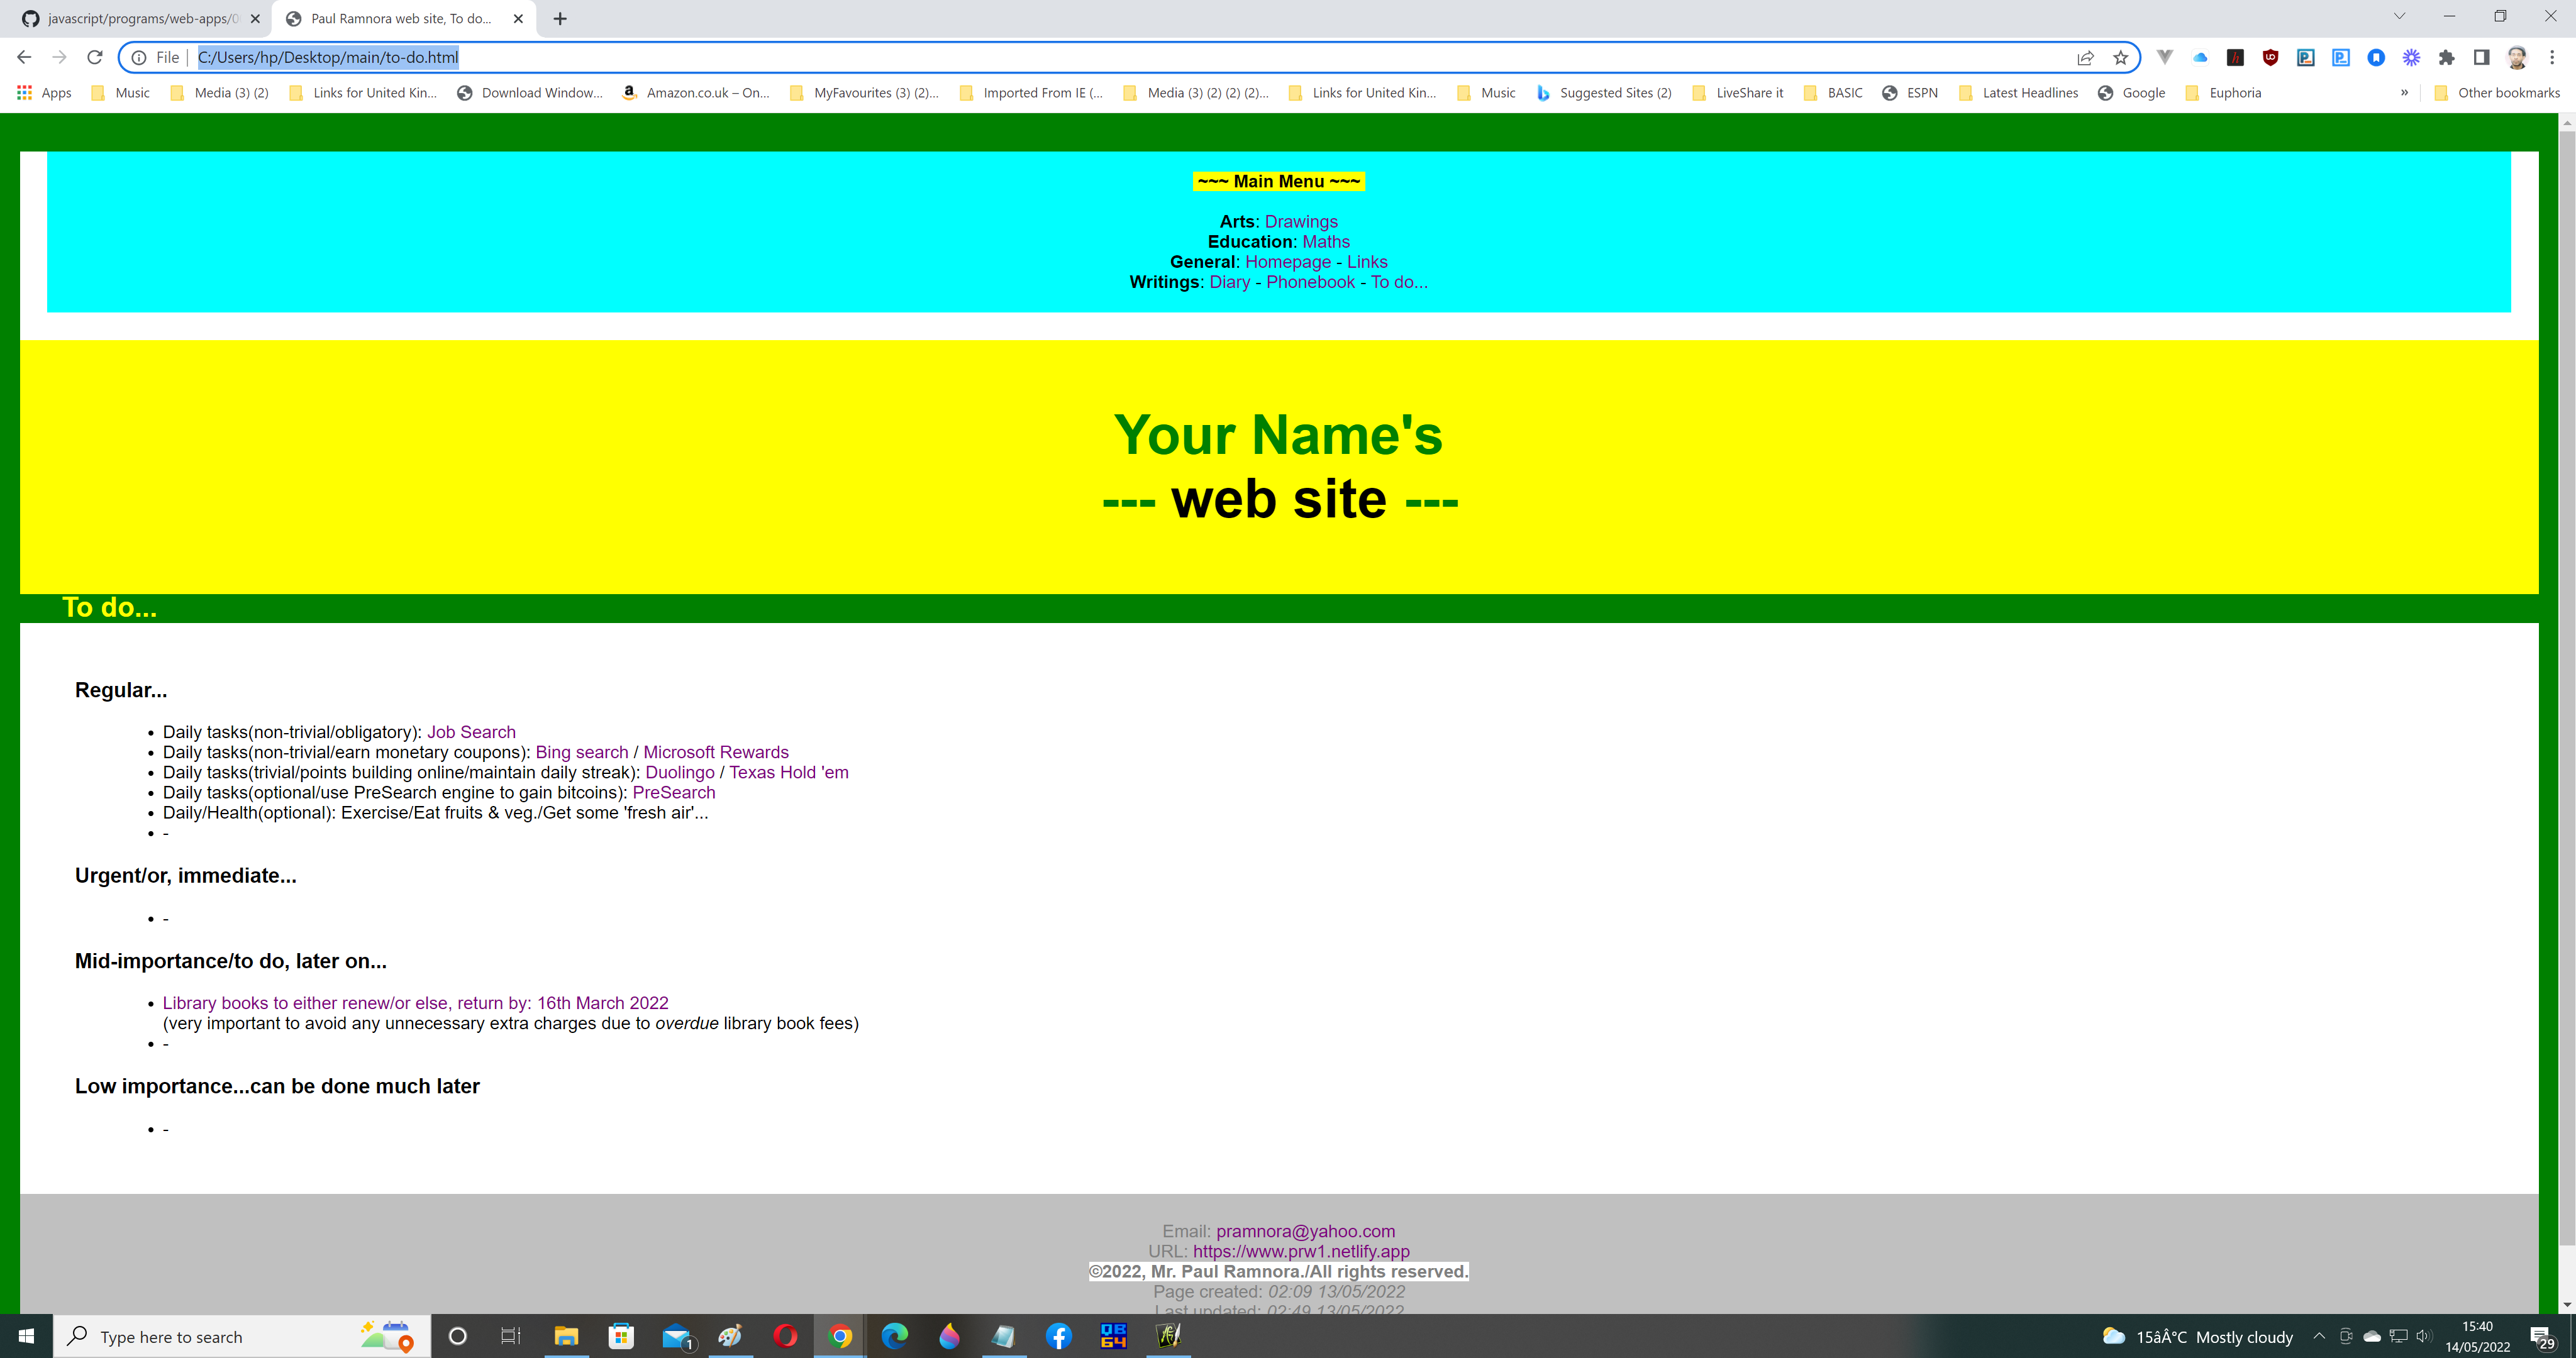 javascript/programs/web-apps/0
Paul Ramnora web site, To do...
File
C:/Users/hp/Desktop/main/to-do.html
Apps
Music
Media (3) (2)
Links for United Kin...
Download Window...
Amazon.co.uk – On...
MyFavourites (3) (2)...
Imported From IE (...
Media (3) (2) (2) (2)...
Links for United Kin...
Music
Suggested Sites (2)
LiveShare it
BASIC
ESPN
Latest Headlines
Google
Euphoria
»
Other bookmarks
~~~ Main Menu ~~~
Arts: Drawings
Education: Maths
General: Homepage - Links
Writings: Diary - Phonebook - To do...
Your Name's
--- web site ---
To do...
Regular...
• Daily tasks(non-trivial/obligatory): Job Search
• Daily tasks(non-trivial/earn monetary coupons): Bing search / Microsoft Rewards
• Daily tasks(trivial/points building online/maintain daily streak): Duolingo / Texas Hold 'em
• Daily tasks(optional/use PreSearch engine to gain bitcoins): PreSearch
• Daily/Health(optional): Exercise/Eat fruits & veg./Get some 'fresh air'...
• -
Urgent/or, immediate...
• -
Mid-importance/to do, later on...
• Library books to either renew/or else, return by: 16th March 2022
(very important to avoid any unnecessary extra charges due to overdue library book fees)
• -
Low importance...can be done much later
• -
Email: pramnora@yahoo.com
URL: https://www.prw1.netlify.app
©2022, Mr. Paul Ramnora./All rights reserved.
Page created: 02:09 13/05/2022
Last updated: 02:49 13/05/2022
Type here to search
1
QB
64
15âÂ°C Mostly cloudy
15:40
14/05/2022
29